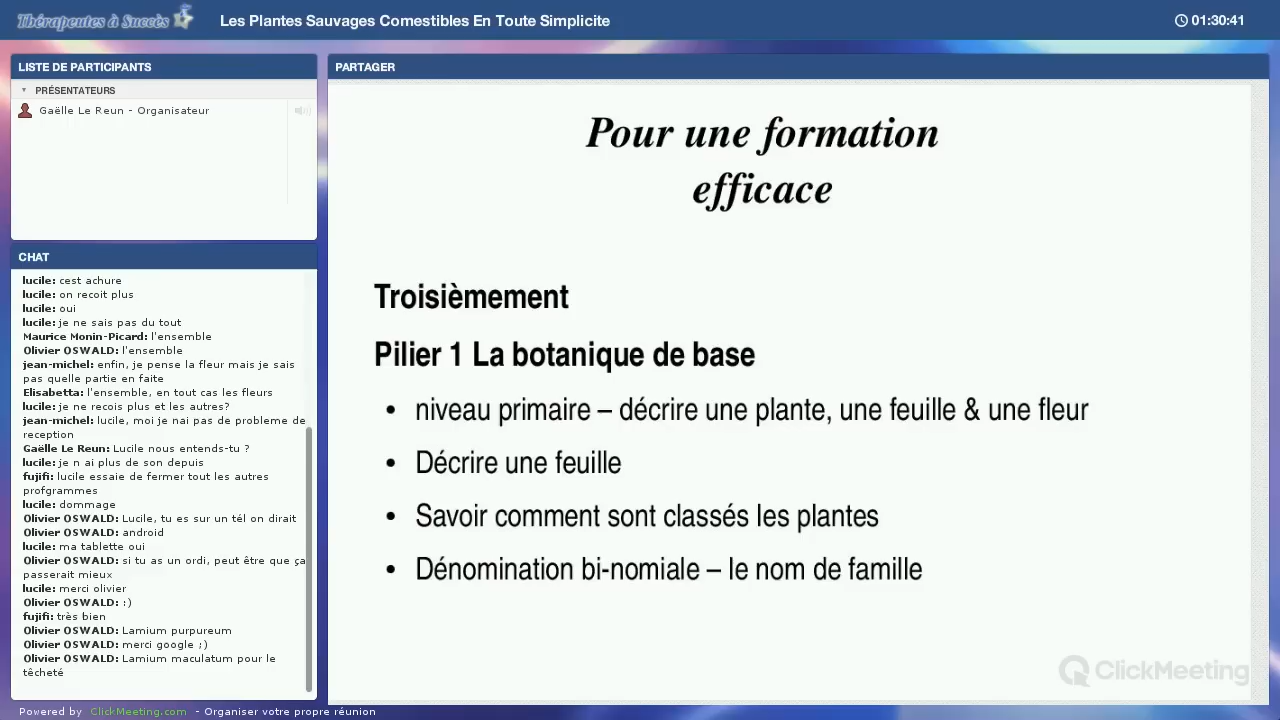 Thérapeutes à Succès
Les Plantes Sauvages Comestibles En Toute Simplicite
01:30:41
LISTE DE PARTICIPANTS
PRÉSENTATEURS
Gaëlle Le Reun - Organisateur
CHAT
lucile: cest achure
lucile: on recoit plus
lucile: oui
lucile: je ne sais pas du tout
Maurice Monin-Picard: l'ensemble
Olivier OSWALD: l'ensemble
jean-michel: enfin, je pense la fleur mais je sais
pas quelle partie en faite
Elisabetta: l'ensemble, en tout cas les fleurs
lucile: je ne recois plus et les autres?
jean-michel: lucile, moi je nai pas de probleme de
reception
Gaëlle Le Reun: Lucile nous entends-tu ?
lucile: je n ai plus de son depuis
fujifi: lucile essaie de fermer tout les autres
profgrammes
lucile: dommage
Olivier OSWALD: Lucile, tu es sur un tél on dirait
Olivier OSWALD: android
lucile: ma tablette oui
Olivier OSWALD: si tu as un ordi, peut être que ça
passerait mieux
lucile: merci olivier
Olivier OSWALD: :)
fujifi: très bien
Olivier OSWALD: Lamium purpureum
Olivier OSWALD: merci google ;)
Olivier OSWALD: Lamium maculatum pour le
têcheté
PARTAGER
Pour une formation
efficace
Troisièmement
Pilier 1 La botanique de base
• niveau primaire – décrire une plante, une feuille & une fleur
• Décrire une feuille
• Savoir comment sont classés les plantes
• Dénomination bi-nomiale – le nom de famille
ClickMeeting
Powered by ClickMeeting.com - Organiser votre propre réunion